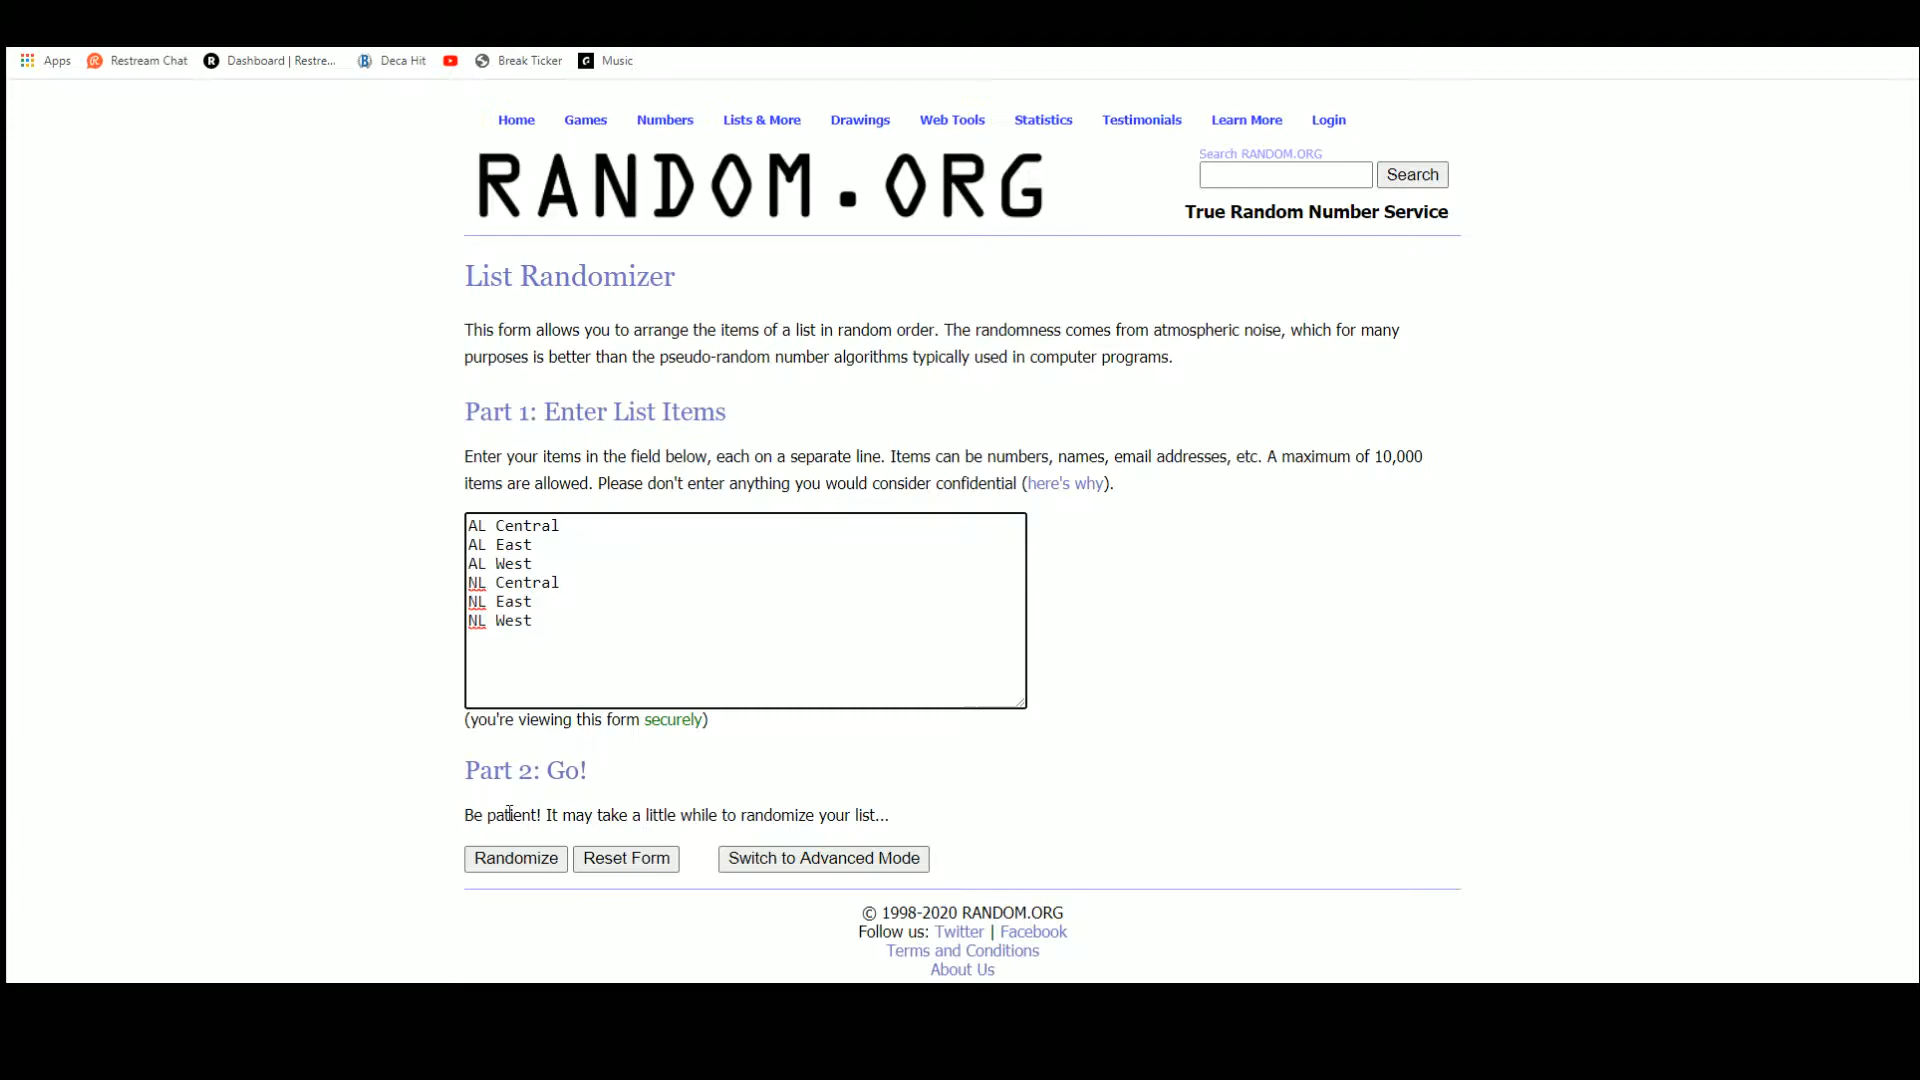 Apps Restream Chat Dashboard | Restre... Deca Hit Break Ticker Music
Home Games Numbers Lists & More Drawings Web Tools Statistics Testimonials Learn More Login
RANDOM.ORG
Search RANDOM.ORG
Search
True Random Number Service
List Randomizer
This form allows you to arrange the items of a list in random order. The randomness comes from atmospheric noise, which for many
purposes is better than the pseudo-random number algorithms typically used in computer programs.
Part 1: Enter List Items
Enter your items in the field below, each on a separate line. Items can be numbers, names, email addresses, etc. A maximum of 10,000
items are allowed. Please don't enter anything you would consider confidential (here's why).
AL Central
AL East
AL West
NL Central
NL East
NL West
(you're viewing this form securely)
Part 2: Go!
Be patient! It may take a little while to randomize your list...
Randomize Reset Form Switch to Advanced Mode
© 1998-2020 RANDOM.ORG
Follow us: Twitter | Facebook
Terms and Conditions
About Us